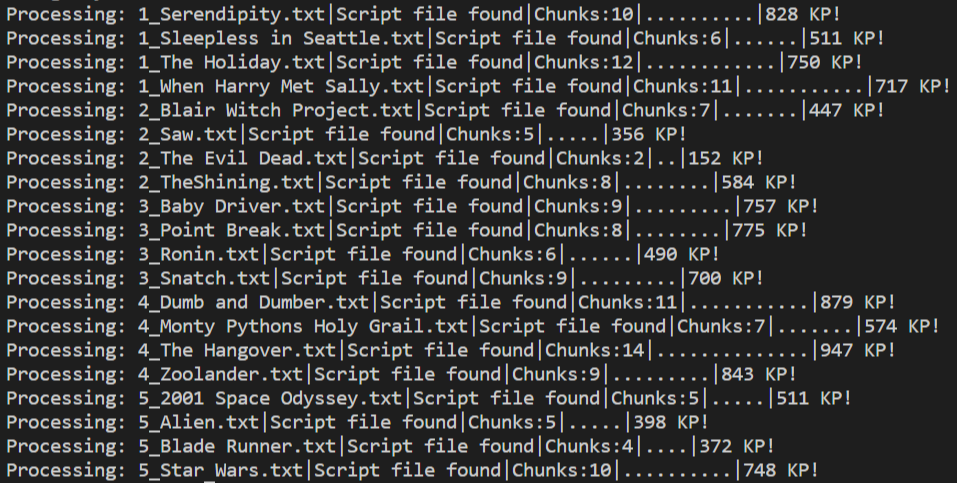 Processing: 1_Serendipity.txt|Script file found|Chunks:10|..........|828 KP!
Processing: 1_Sleepless in Seattle.txt|Script file found|Chunks:6|......|511 KP!
Processing: 1_The Holiday.txt|Script file found|Chunks:12|............|750 KP!
Processing: 1_When Harry Met Sally.txt|Script file found|Chunks:11|...........|717 KP!
Processing: 2_Blair Witch Project.txt|Script file found|Chunks:7|.......|447 KP!
Processing: 2_Saw.txt|Script file found|Chunks:5|.....|356 KP!
Processing: 2_The Evil Dead.txt|Script file found|Chunks:2|..|152 KP!
Processing: 2_TheShining.txt|Script file found|Chunks:8|........|584 KP!
Processing: 3_Baby Driver.txt|Script file found|Chunks:9|.........|757 KP!
Processing: 3_Point Break.txt|Script file found|Chunks:8|........|775 KP!
Processing: 3_Ronin.txt|Script file found|Chunks:6|......|490 KP!
Processing: 3_Snatch.txt|Script file found|Chunks:9|.........|700 KP!
Processing: 4_Dumb and Dumber.txt|Script file found|Chunks:11|...........|879 KP!
Processing: 4_Monty Pythons Holy Grail.txt|Script file found|Chunks:7|.......|574 KP!
Processing: 4_The Hangover.txt|Script file found|Chunks:14|..............|947 KP!
Processing: 4_Zoolander.txt|Script file found|Chunks:9|.........|843 KP!
Processing: 5_2001 Space Odyssey.txt|Script file found|Chunks:5|.....|511 KP!
Processing: 5_Alien.txt|Script file found|Chunks:5|.....|398 KP!
Processing: 5_Blade Runner.txt|Script file found|Chunks:4|....|372 KP!
Processing: 5_Star Wars.txt|Script file found|Chunks:10|..........|748 KP!